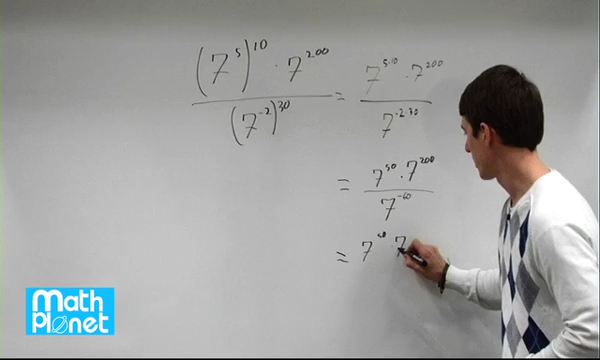 (7^5)^10 · 7^200 / (7^-2)^30 = 7^5·10 · 7^200 / 7^-2·30
= 7^50 · 7^200 / 7^-60
= 7^50 · 7
Math
Planet